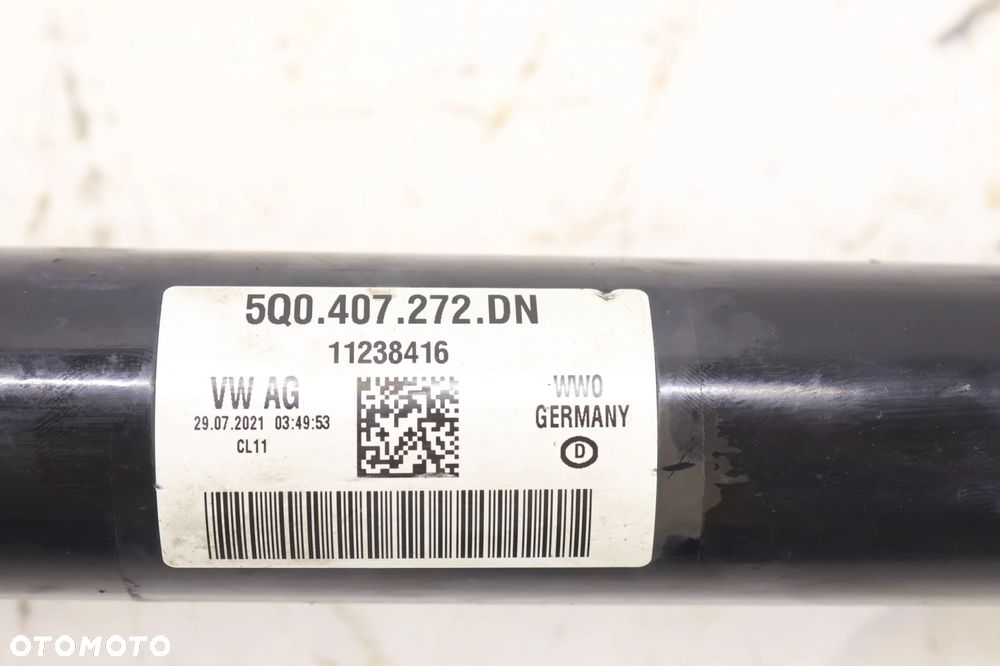 5Q0.407.272.DN
11238416
VW AG
WWO
29.07.2021 03:49:53
GERMANY
CL11
D
OTOMOTO